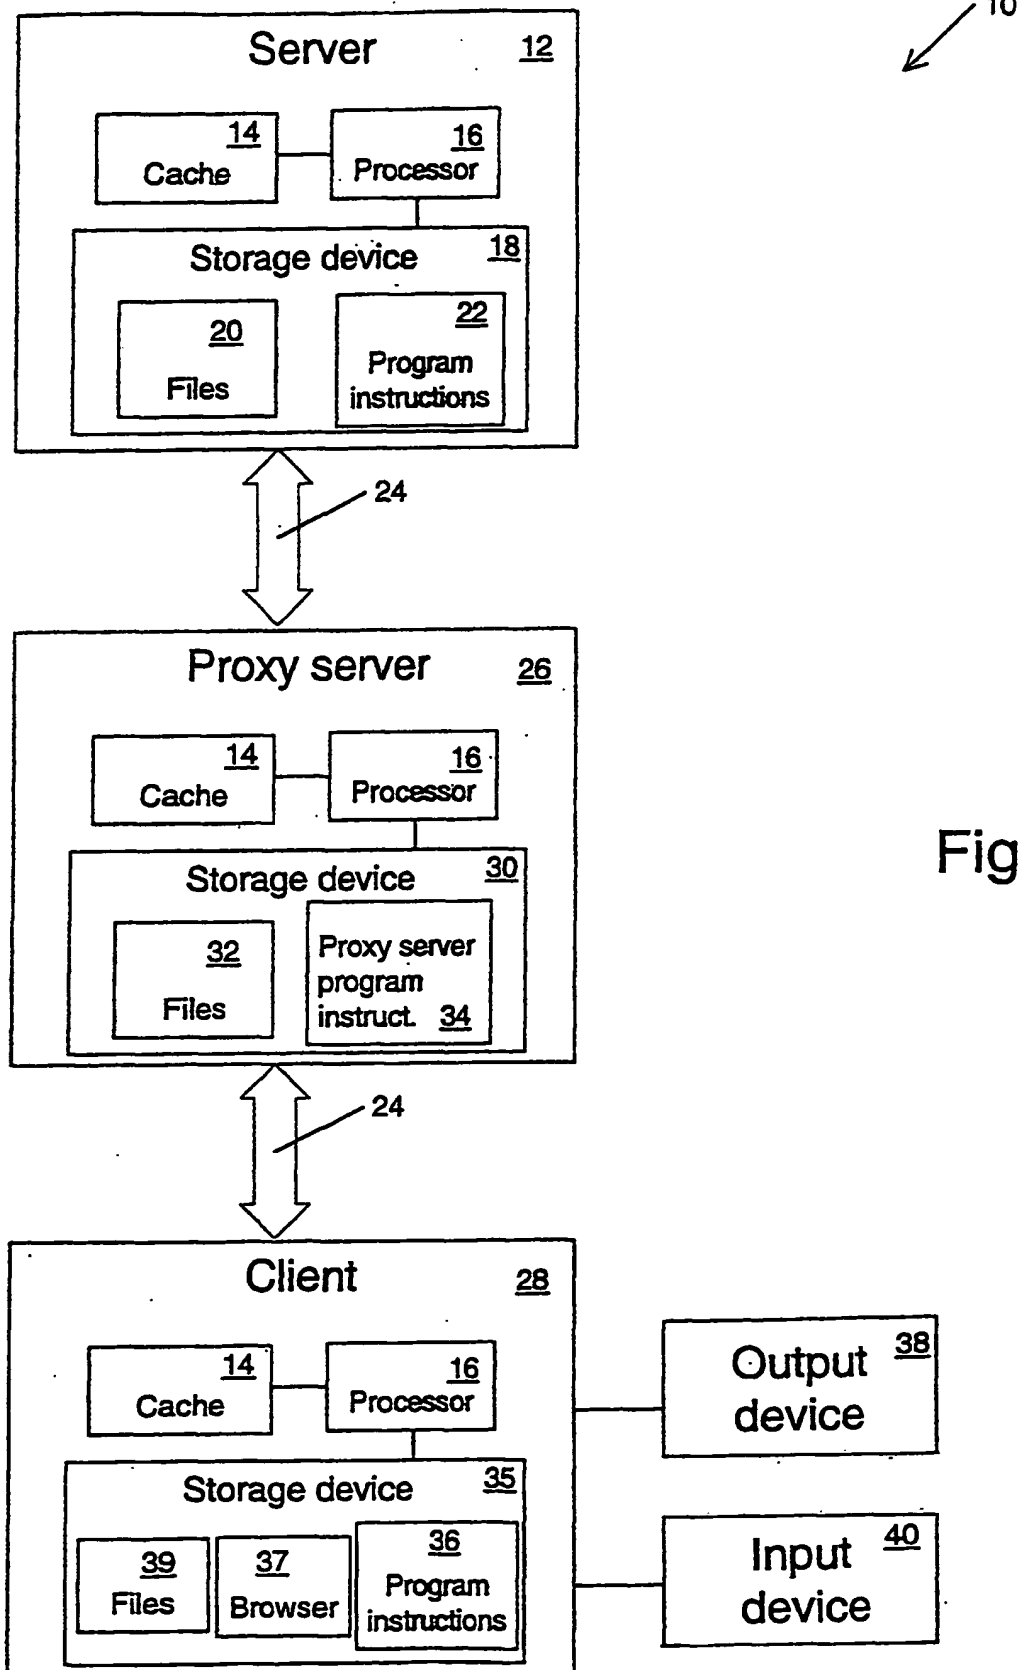 10
Server 12
14
Cache
16
Processor
Storage device 18
20
Files
22
Program
instructions
24
Proxy server 26
14
Cache
16
Processor
Storage device 30
32
Files
Proxy server
program
instruct. 34
Fig
24
Client 28
14
Cache
16
Processor
Storage device 35
39
Files
37
Browser
36
Program
instructions
Output 38
device
Input 40
device